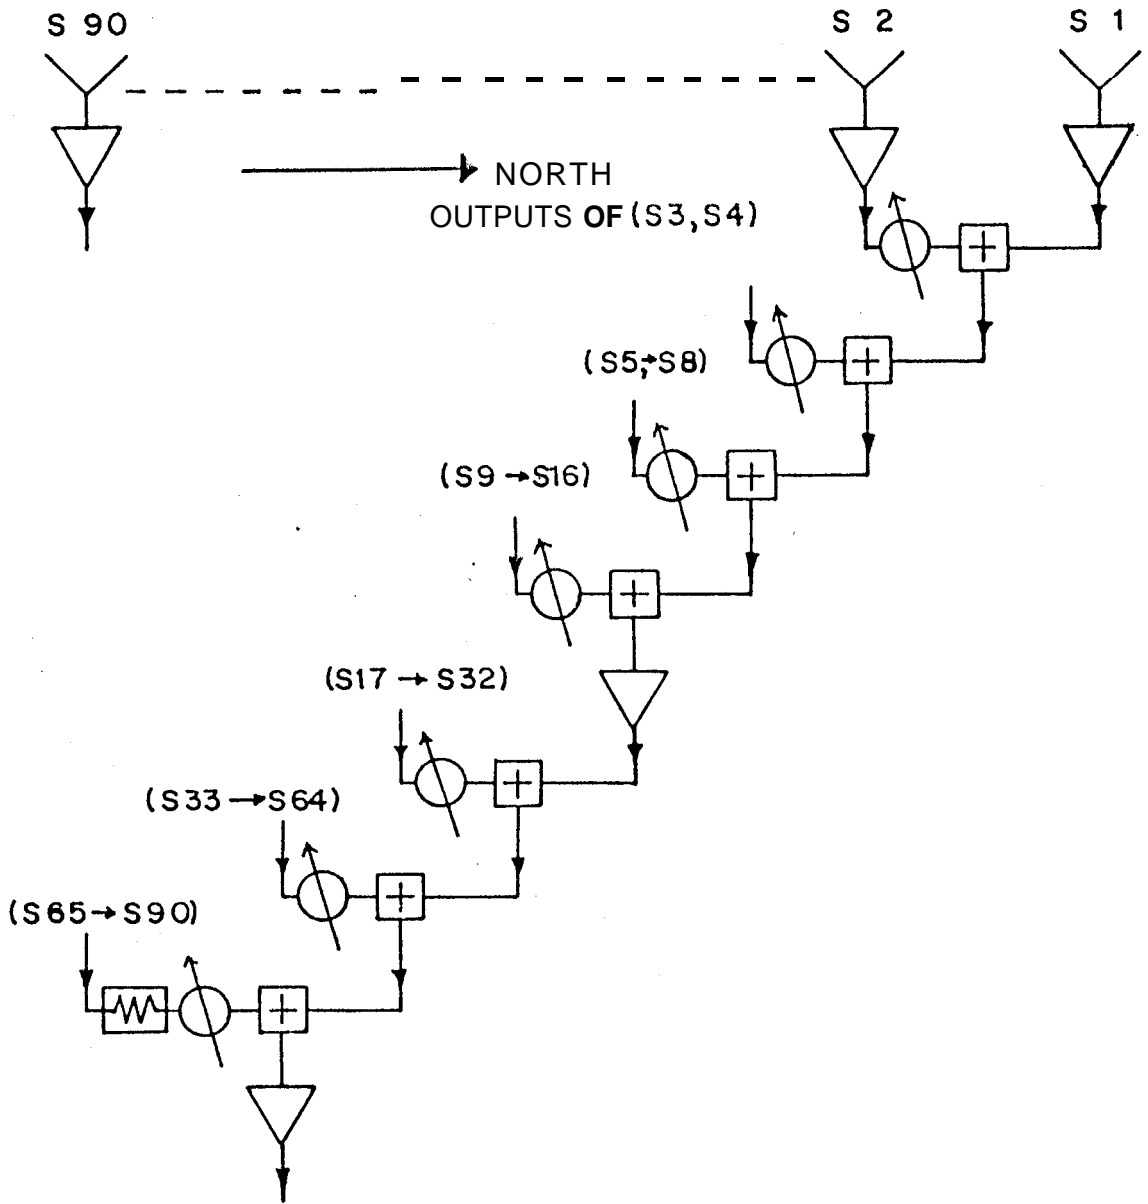 S 90
S 2
S 1
NORTH
OUTPUTS OF (S3, S4)
(S5,→S8)
(S9 →S16)
(S17 → S32)
(S33 →S64)
(S65→S90)